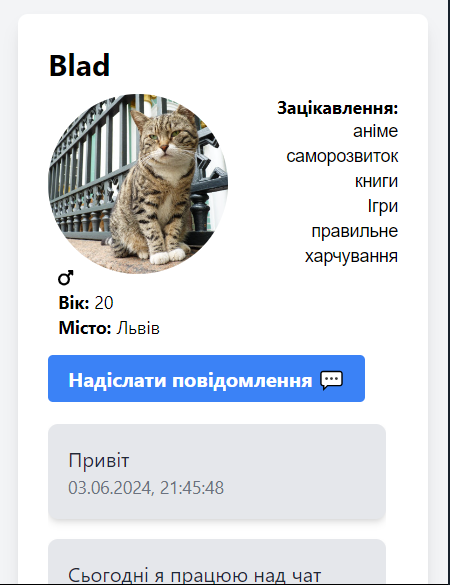 Blad
Зацікавлення:
аніме
саморозвиток
книги
Ігри
правильне
харчування
Вік: 20
Місто: Львів
Надіслати повідомлення 💬
Привіт
03.06.2024, 21:45:48
Сьогодні я працюю над чат